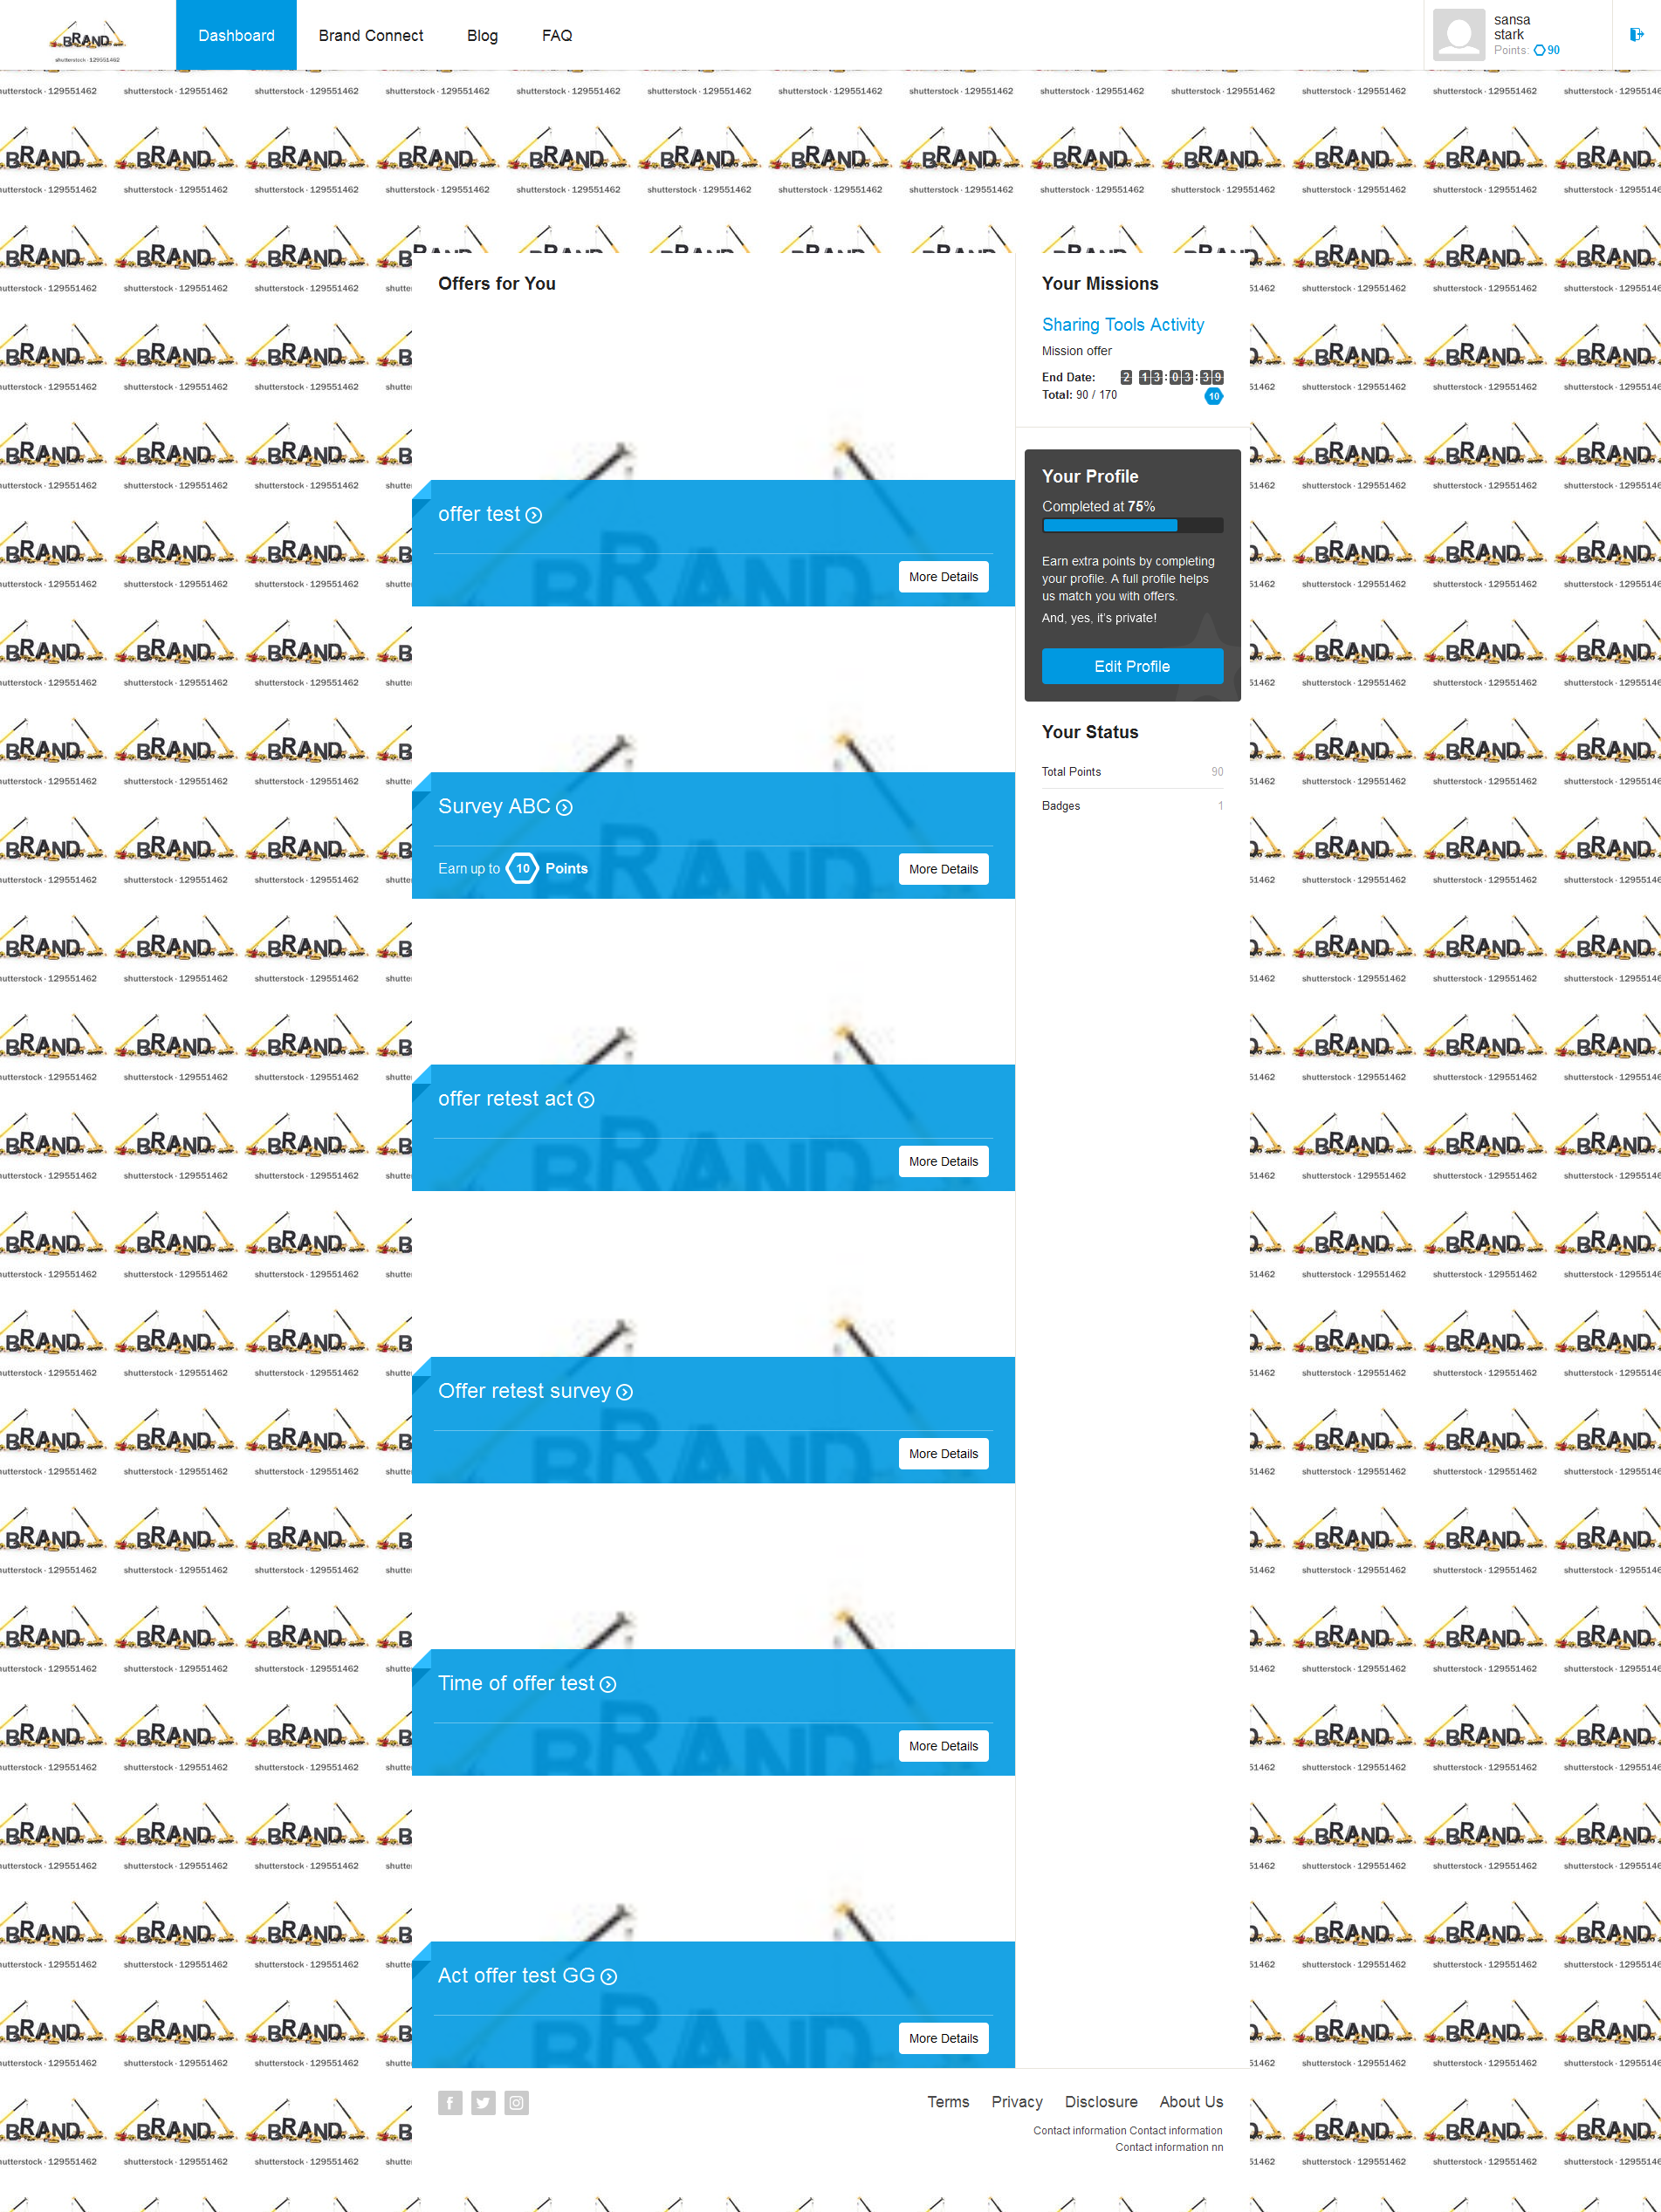 BRAND
shutterstock · 129551462
Dashboard
Brand Connect
Blog
FAQ
sansa
stark
Points: 90
Offers for You
offer test
More Details
Survey ABC
Earn up to 10 Points
More Details
offer retest act
More Details
Offer retest survey
More Details
Time of offer test
More Details
Act offer test GG
More Details
Your Missions
Sharing Tools Activity
Mission offer
End Date: 2 13:03:39
Total: 90 / 170
10
Your Profile
Completed at 75%
Earn extra points by completing
your profile. A full profile helps
us match you with offers.
And, yes, it's private!
Edit Profile
Your Status
Total Points 90
Badges 1
Terms
Privacy
Disclosure
About Us
Contact information Contact information
Contact information nn